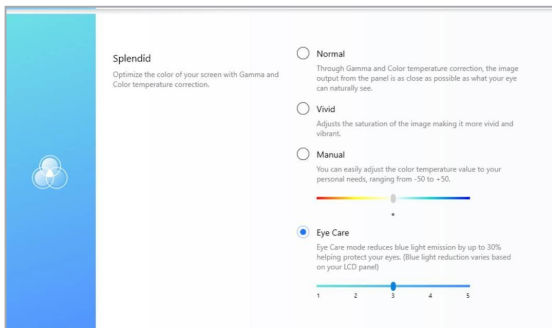 Splendid
Optimize the color of your screen with Gamma and
Color temperature correction.
Normal
Through Gamma and Color temperature correction, the image
output from the panel is as close as possible as what your eye
can naturally see.
Vivid
Adjusts the saturation of the image making it more vivid and
vibrant.
Manual
You can easily adjust the color temperature value to your
personal needs, ranging from -50 to +50.
Eye Care
Eye Care mode reduces blue light emission by up to 30%
helping protect your eyes. (Blue light reduction varies based
on your LCD panel)
1 2 3 4 5